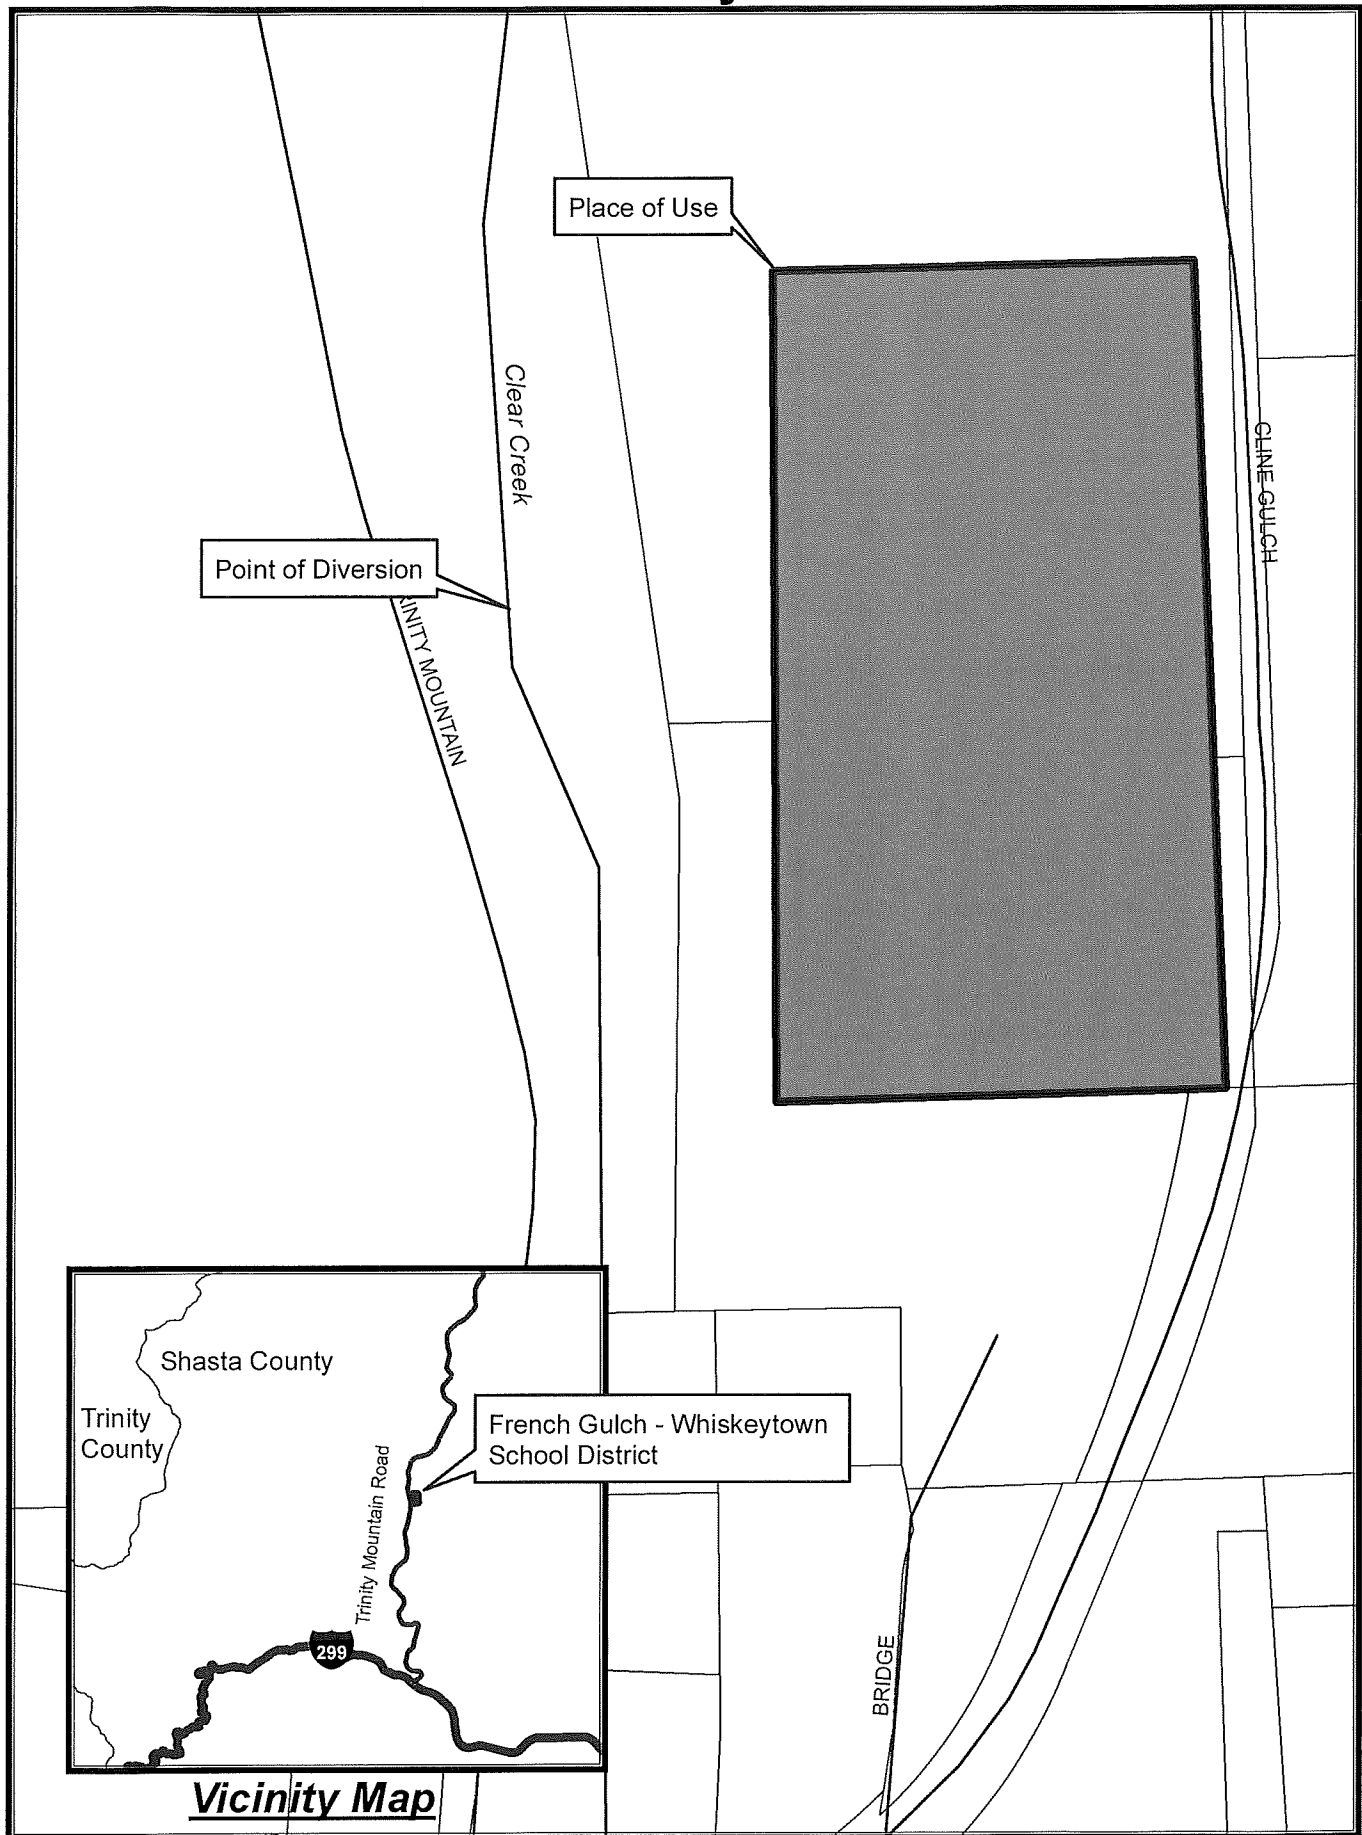 Place of Use
Clear Creek
CLINE GULCH
Point of Diversion
RINITY MOUNTAIN
Shasta County
Trinity
County
French Gulch - Whiskeytown
School District
Trinity Mountain Road
299
BRIDGE
Vicinity Map